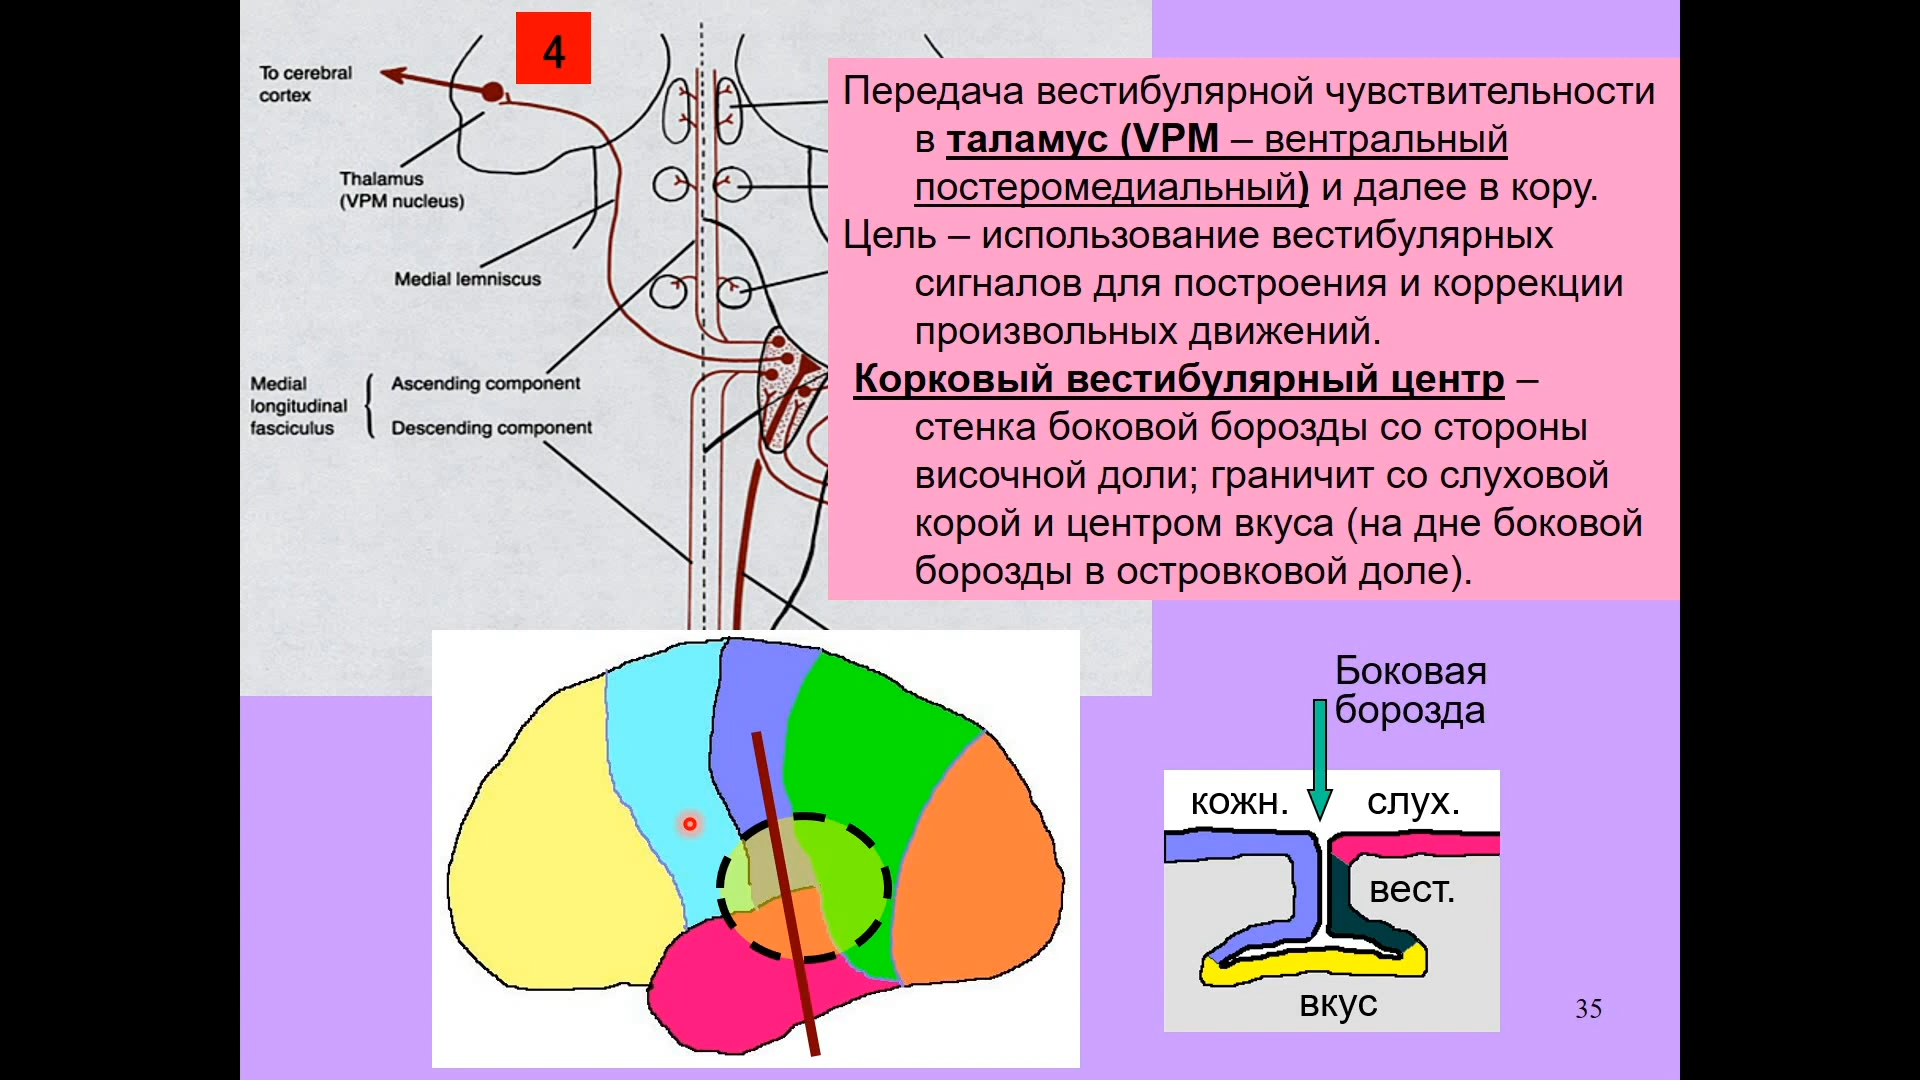 4
To cerebral
cortex
Thalamus
(VPM nucleus)
Medial lemniscus
Medial
longitudinal
fasciculus
Ascending component
Descending component
Передача вестибулярной чувствительности
в таламус (VPM – вентральный
постеромедиальный) и далее в кору.
Цель – использование вестибулярных
сигналов для построения и коррекции
произвольных движений.
Корковый вестибулярный центр –
стенка боковой борозды со стороны
височной доли; граничит со слуховой
корой и центром вкуса (на дне боковой
борозды в островковой доле).
Боковая
борозда
кожн.
слух.
вест.
вкус
35